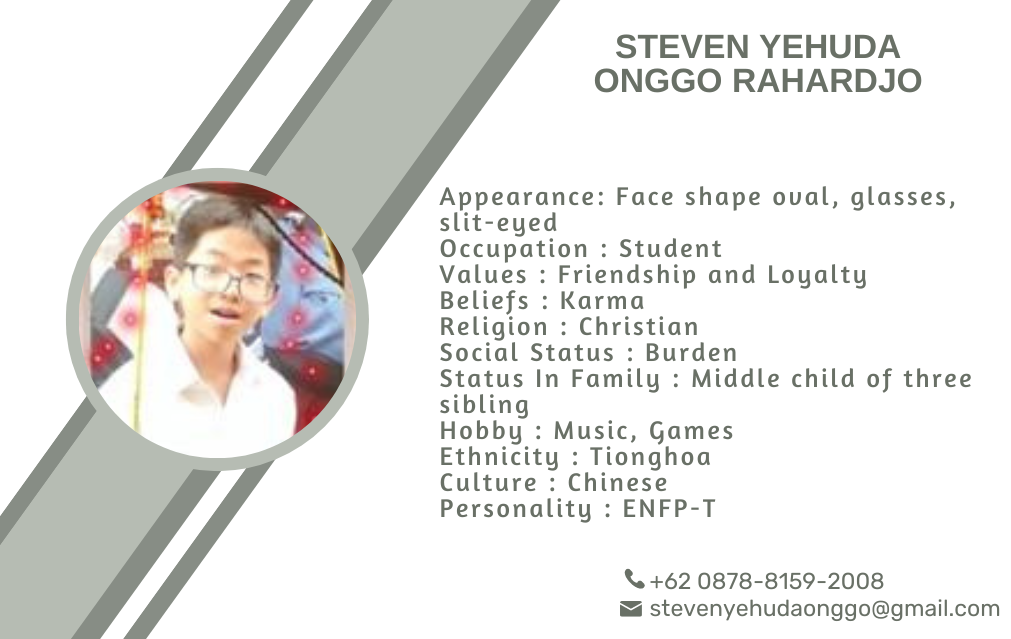 STEVEN YEHUDA
ONGGO RAHARDJO
Appearance: Face shape oval, glasses,
slit-eyed
Occupation : Student
Values : Friendship and Loyalty
Beliefs : Karma
Religion : Christian
Social Status : Burden
Status In Family : Middle child of three
sibling
Hobby : Music, Games
Ethnicity : Tionghoa
Culture : Chinese
Personality : ENFP-T
+62 0878-8159-2008
stevenyehudaonggo@gmail.com